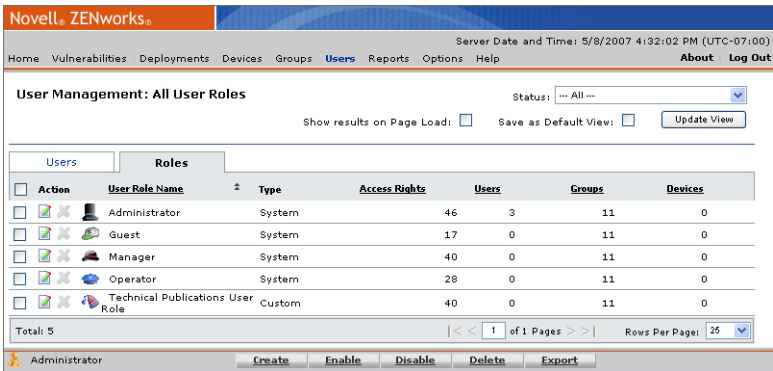 Novell® ZENworks®
Server Date and Time: 5/8/2007 4:32:02 PM (UTC-07:00)
Home Vulnerabilities Deployments Devices Groups Users Reports Options Help About Log Out
User Management: All User Roles
Status: --- All ---
Show results on Page Load: Save as Default View: Update View
Users Roles
Action User Role Name Type Access Rights Users Groups Devices
Administrator System 46 3 11 0
Guest System 17 0 11 0
Manager System 40 0 11 0
Operator System 28 0 11 0
Technical Publications User
Role Custom 40 0 11 0
Total: 5 |< < 1 of 1 Pages > >| Rows Per Page: 25
Administrator Create Enable Disable Delete Export